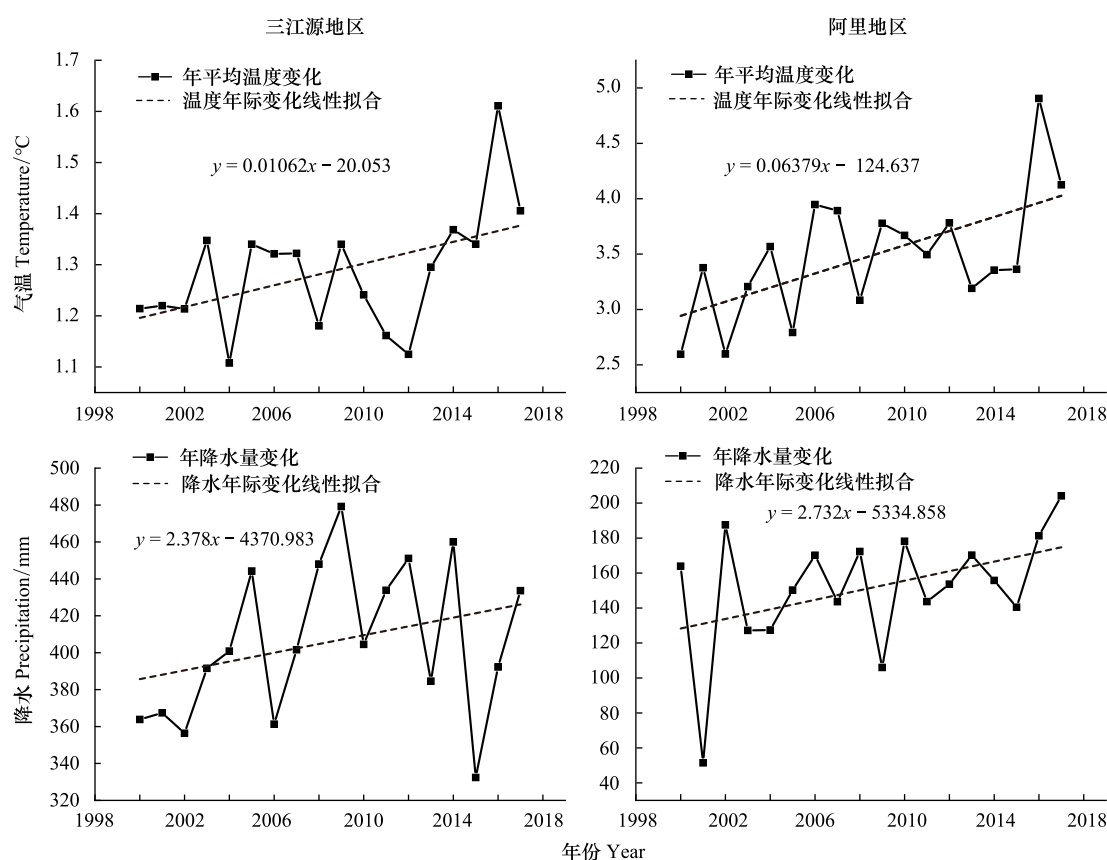 三江源地区
阿里地区
1.7
1.6
1.5
1.4
1.3
1.2
1.1
气温 Temperature/°C
年平均温度变化
温度年际变化线性拟合
y = 0.01062x − 20.053
1998 2002 2006 2010 2014 2018
5.0
4.5
4.0
3.5
3.0
2.5
年平均温度变化
温度年际变化线性拟合
y = 0.06379x − 124.637
1998 2002 2006 2010 2014 2018
500
480
460
440
420
400
380
360
340
320
降水 Precipitation/mm
年降水量变化
降水年际变化线性拟合
y = 2.378x − 4370.983
1998 2002 2006 2010 2014 2018
220
200
180
160
140
120
100
80
60
40
年降水量变化
降水年际变化线性拟合
y = 2.732x − 5334.858
1998 2002 2006 2010 2014 2018
年份 Year